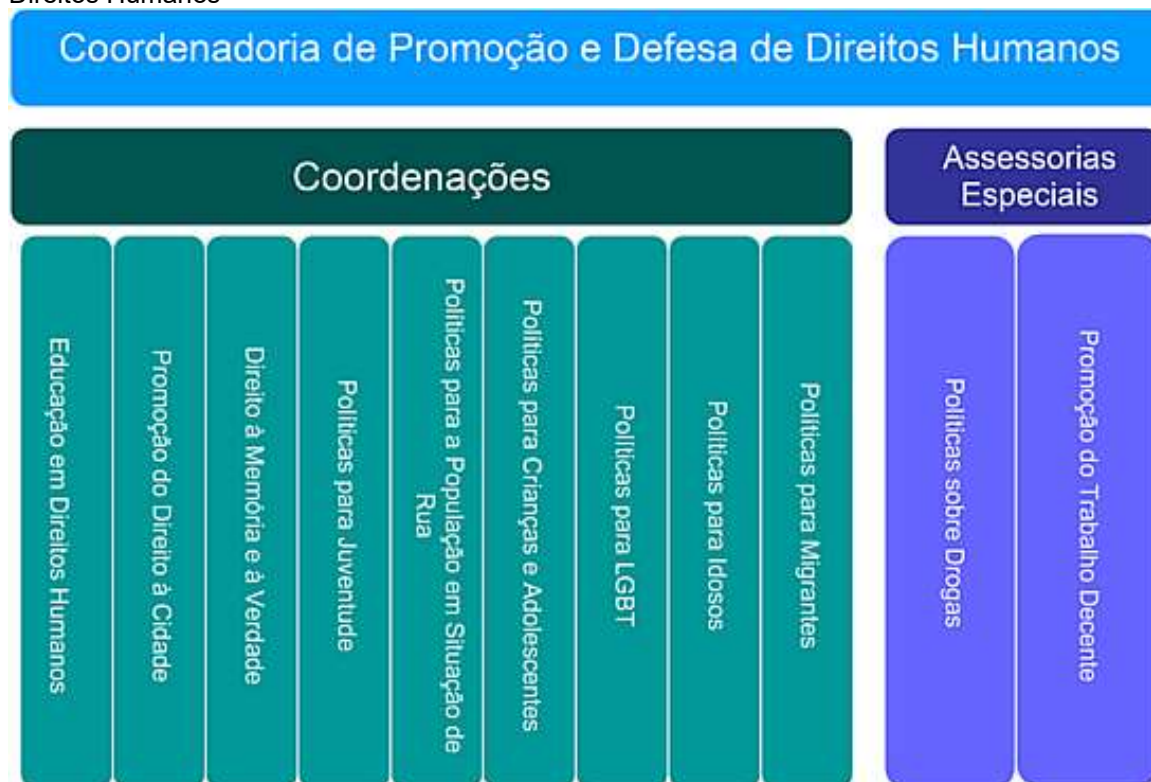 Direitos Humanos
Coordenadoria de Promoção e Defesa de Direitos Humanos
Coordenações
Assessorias
Especiais
Educação em Direitos Humanos
Promoção do Direito à Cidade
Direito à Memória e à Verdade
Políticas para Juventude
Políticas para a População em Situação de
Rua
Políticas para Crianças e Adolescentes
Políticas para LGBT
Políticas para Idosos
Políticas para Migrantes
Políticas sobre Drogas
Promoção do Trabalho Decente